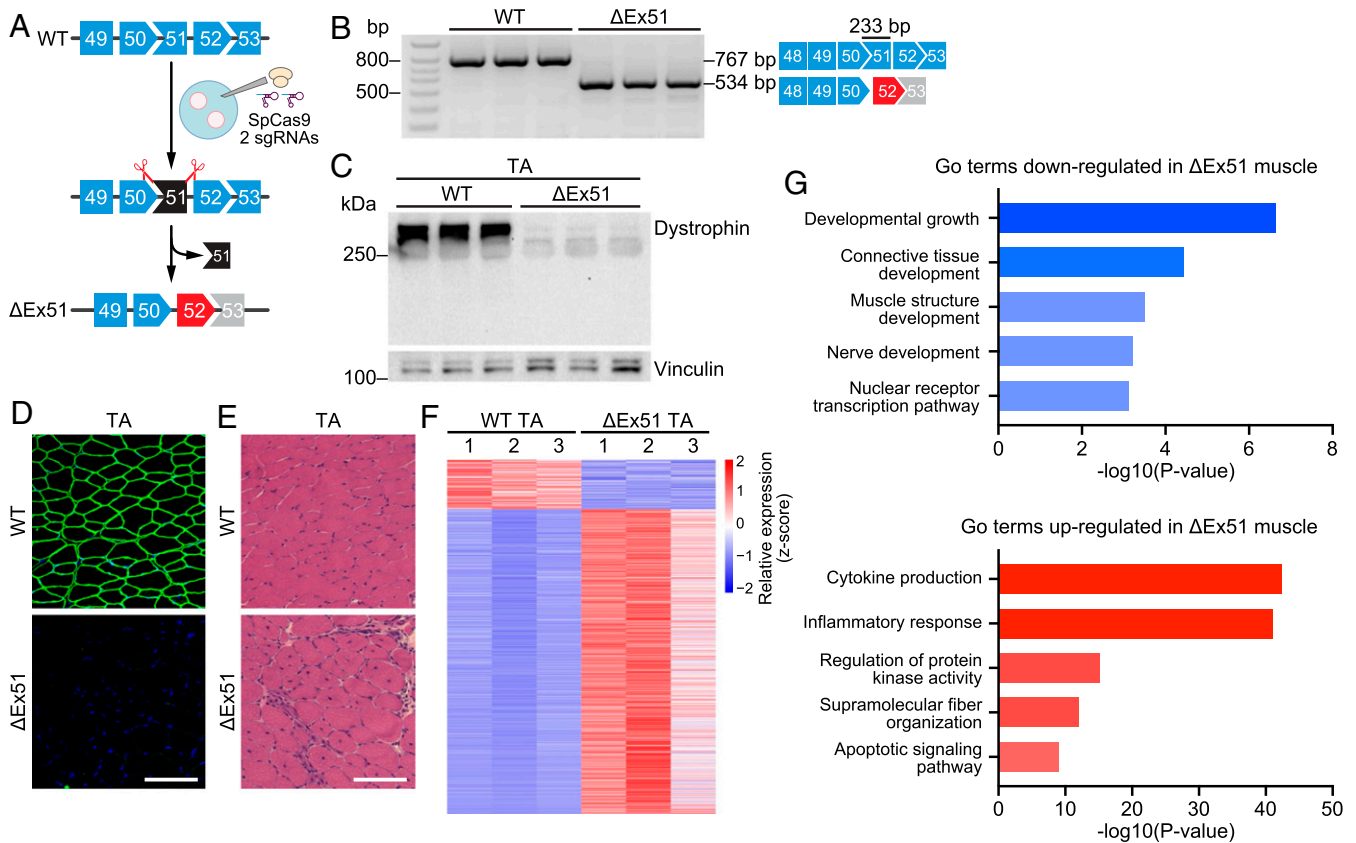 A
WT
49 50 51 52 53
SpCas9
2 sgRNAs
49 50 51 52 53
51
ΔEx51
49 50 52 53
B
bp
WT
ΔEx51
800
500
767 bp
534 bp
233 bp
48 49 50 51 52 53
48 49 50 52 53
C
TA
WT
ΔEx51
kDa
250
100
Dystrophin
Vinculin
D
TA
WT
ΔEx51
E
TA
WT
ΔEx51
F
WT TA
ΔEx51 TA
1 2 3 1 2 3
2
1
0
−1
−2
Relative expression
(z-score)
G
Go terms down-regulated in ΔEx51 muscle
Developmental growth
Connective tissue
development
Muscle structure
development
Nerve development
Nuclear receptor
transcription pathway
0 2 4 6 8
-log10(P-value)
Go terms up-regulated in ΔEx51 muscle
Cytokine production
Inflammatory response
Regulation of protein
kinase activity
Supramolecular fiber
organization
Apoptotic signaling
pathway
0 10 20 30 40 50
-log10(P-value)